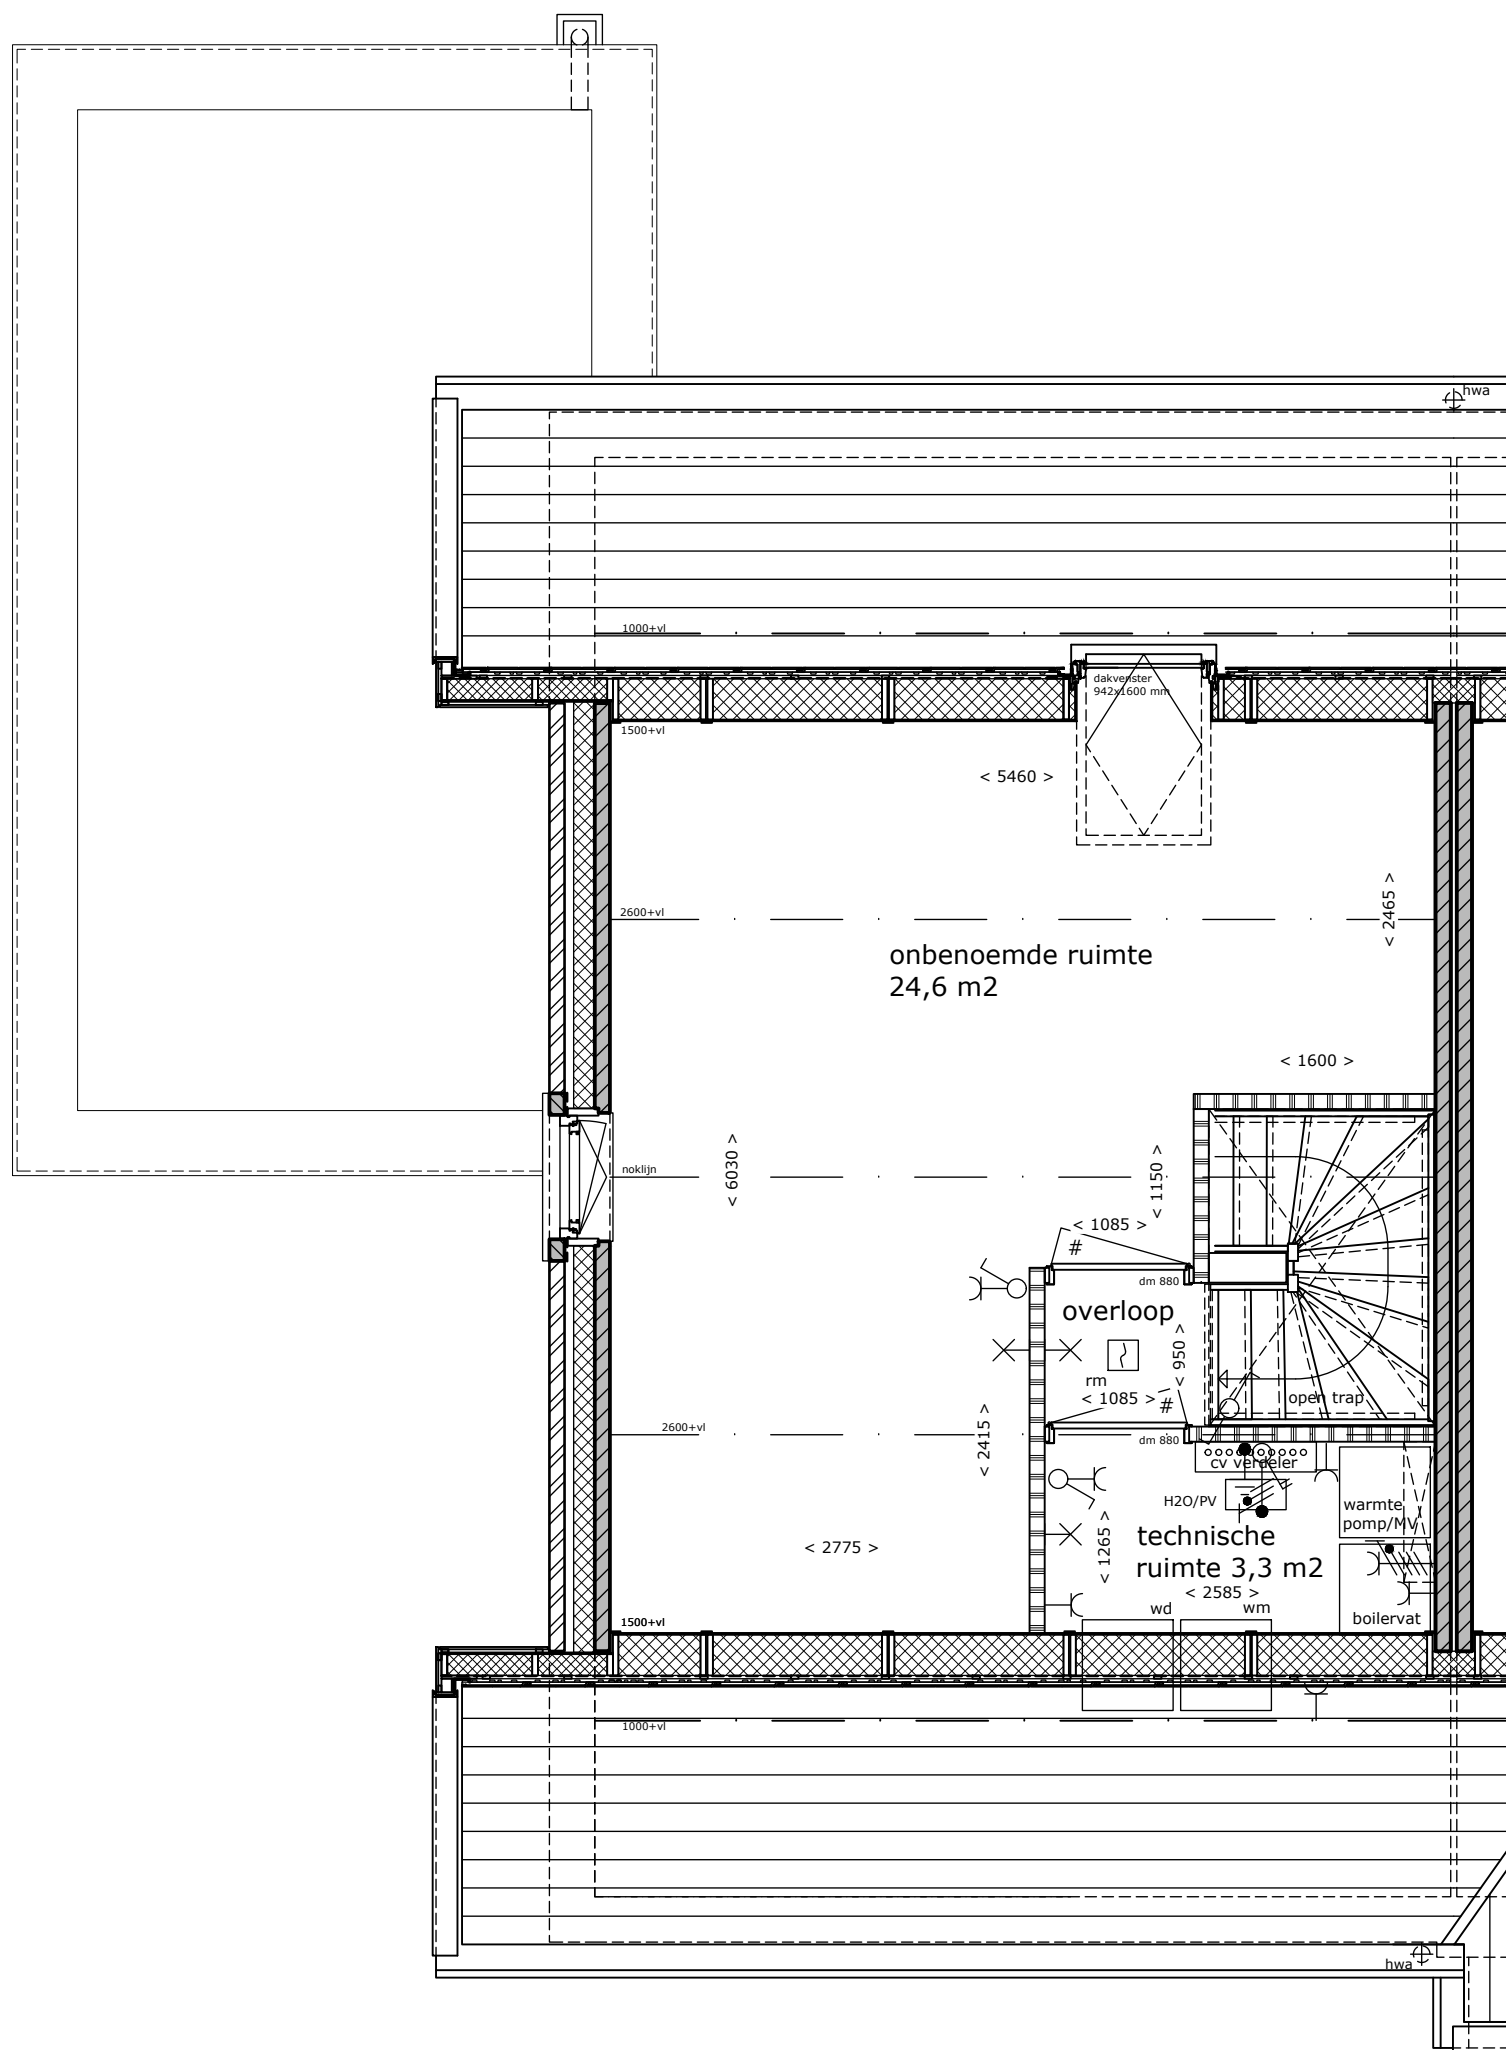 hwa
1000+vl
dakvenster
942x1600 mm
1500+vl
< 5460 >
< 2465 >
2600+vl
onbenoemde ruimte
24,6 m2
< 1600 >
noklijn
< 6030 >
< 1150 >
< 1085 >
#
dm 880
overloop
< 950 >
rm
< 1085 >
#
open trap
2600+vl
< 2415 >
dm 880
cv verdeler
H2O/PV
warmte
pomp/MV
technische
ruimte 3,3 m2
< 1265 >
< 2775 >
< 2585 >
wd
wm
boilervat
1500+vl
1000+vl
hwa